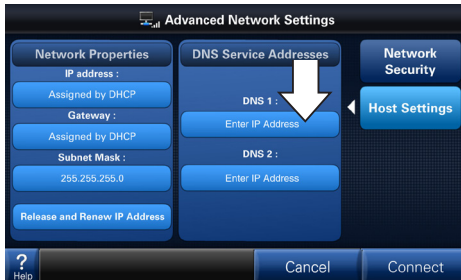 Advanced Network Settings
Network Properties
IP address :
Assigned by DHCP
Gateway :
Assigned by DHCP
Subnet Mask :
255.255.255.0
Release and Renew IP Address
DNS Service Addresses
DNS 1 :
Enter IP Address
DNS 2 :
Enter IP Address
Network
Security
Host Settings
?
Help
Cancel
Connect